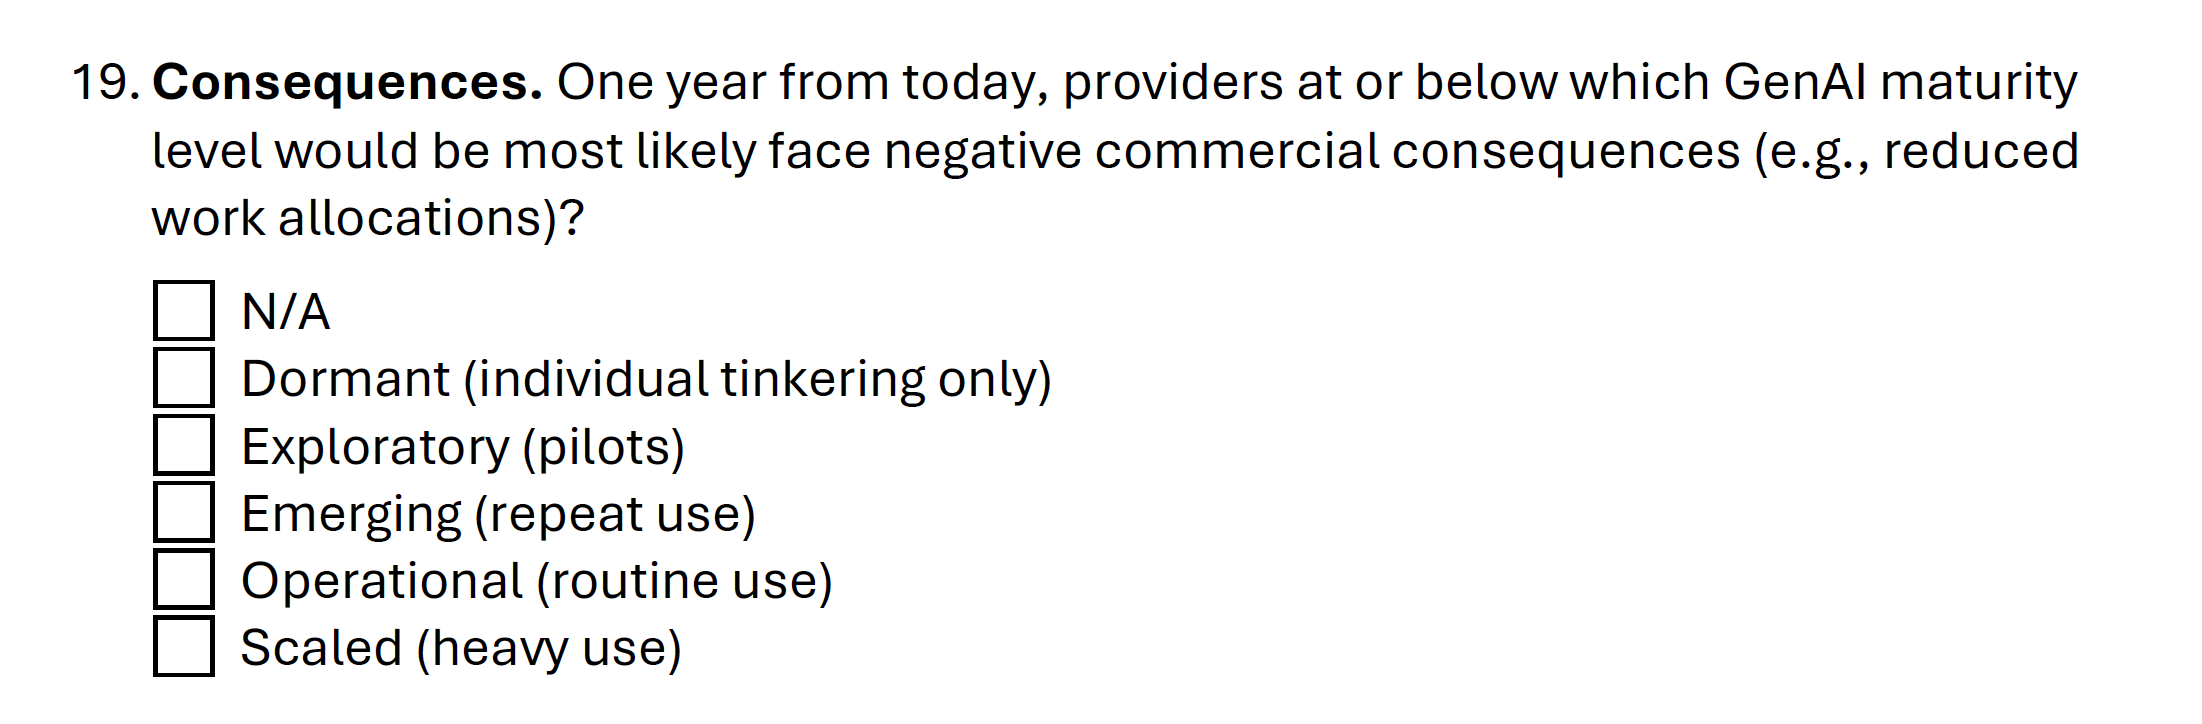 19. Consequences. One year from today, providers at or below which GenAI maturity
level would be most likely face negative commercial consequences (e.g., reduced
work allocations)?
N/A
Dormant (individual tinkering only)
Exploratory (pilots)
Emerging (repeat use)
Operational (routine use)
Scaled (heavy use)